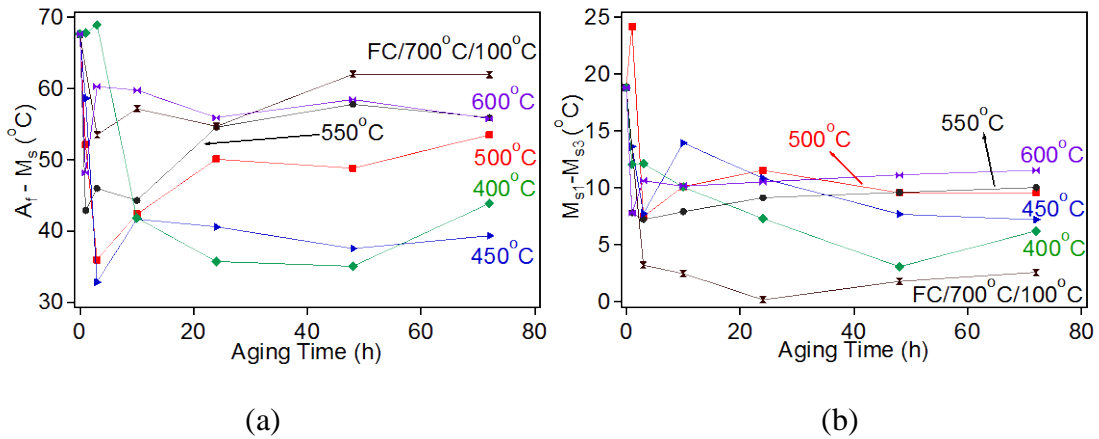 70
60
50
40
30
A_f - M_s (°C)
0
20
40
60
80
Aging Time (h)
FC/700°C/100°C
600°C
550°C
500°C
400°C
450°C
(a)
25
20
15
10
5
0
M_s1-M_s3 (°C)
0
20
40
60
80
Aging Time (h)
550°C
500°C
600°C
450°C
400°C
FC/700°C/100°C
(b)